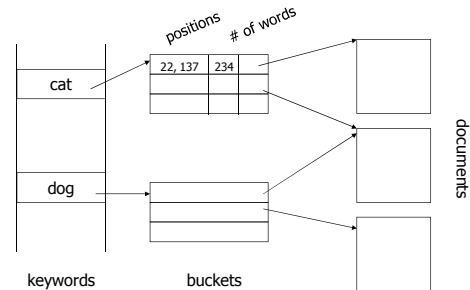 positions
# of words
cat
22, 137
234
dog
documents
keywords
buckets